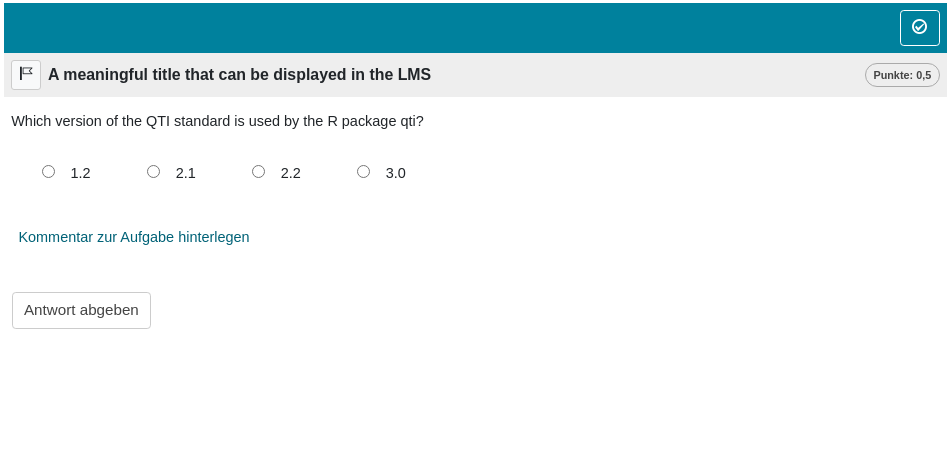 A meaningful title that can be displayed in the LMS
Punkte: 0,5
Which version of the QTI standard is used by the R package qti?
1.2 2.1 2.2 3.0
Kommentar zur Aufgabe hinterlegen
Antwort abgeben